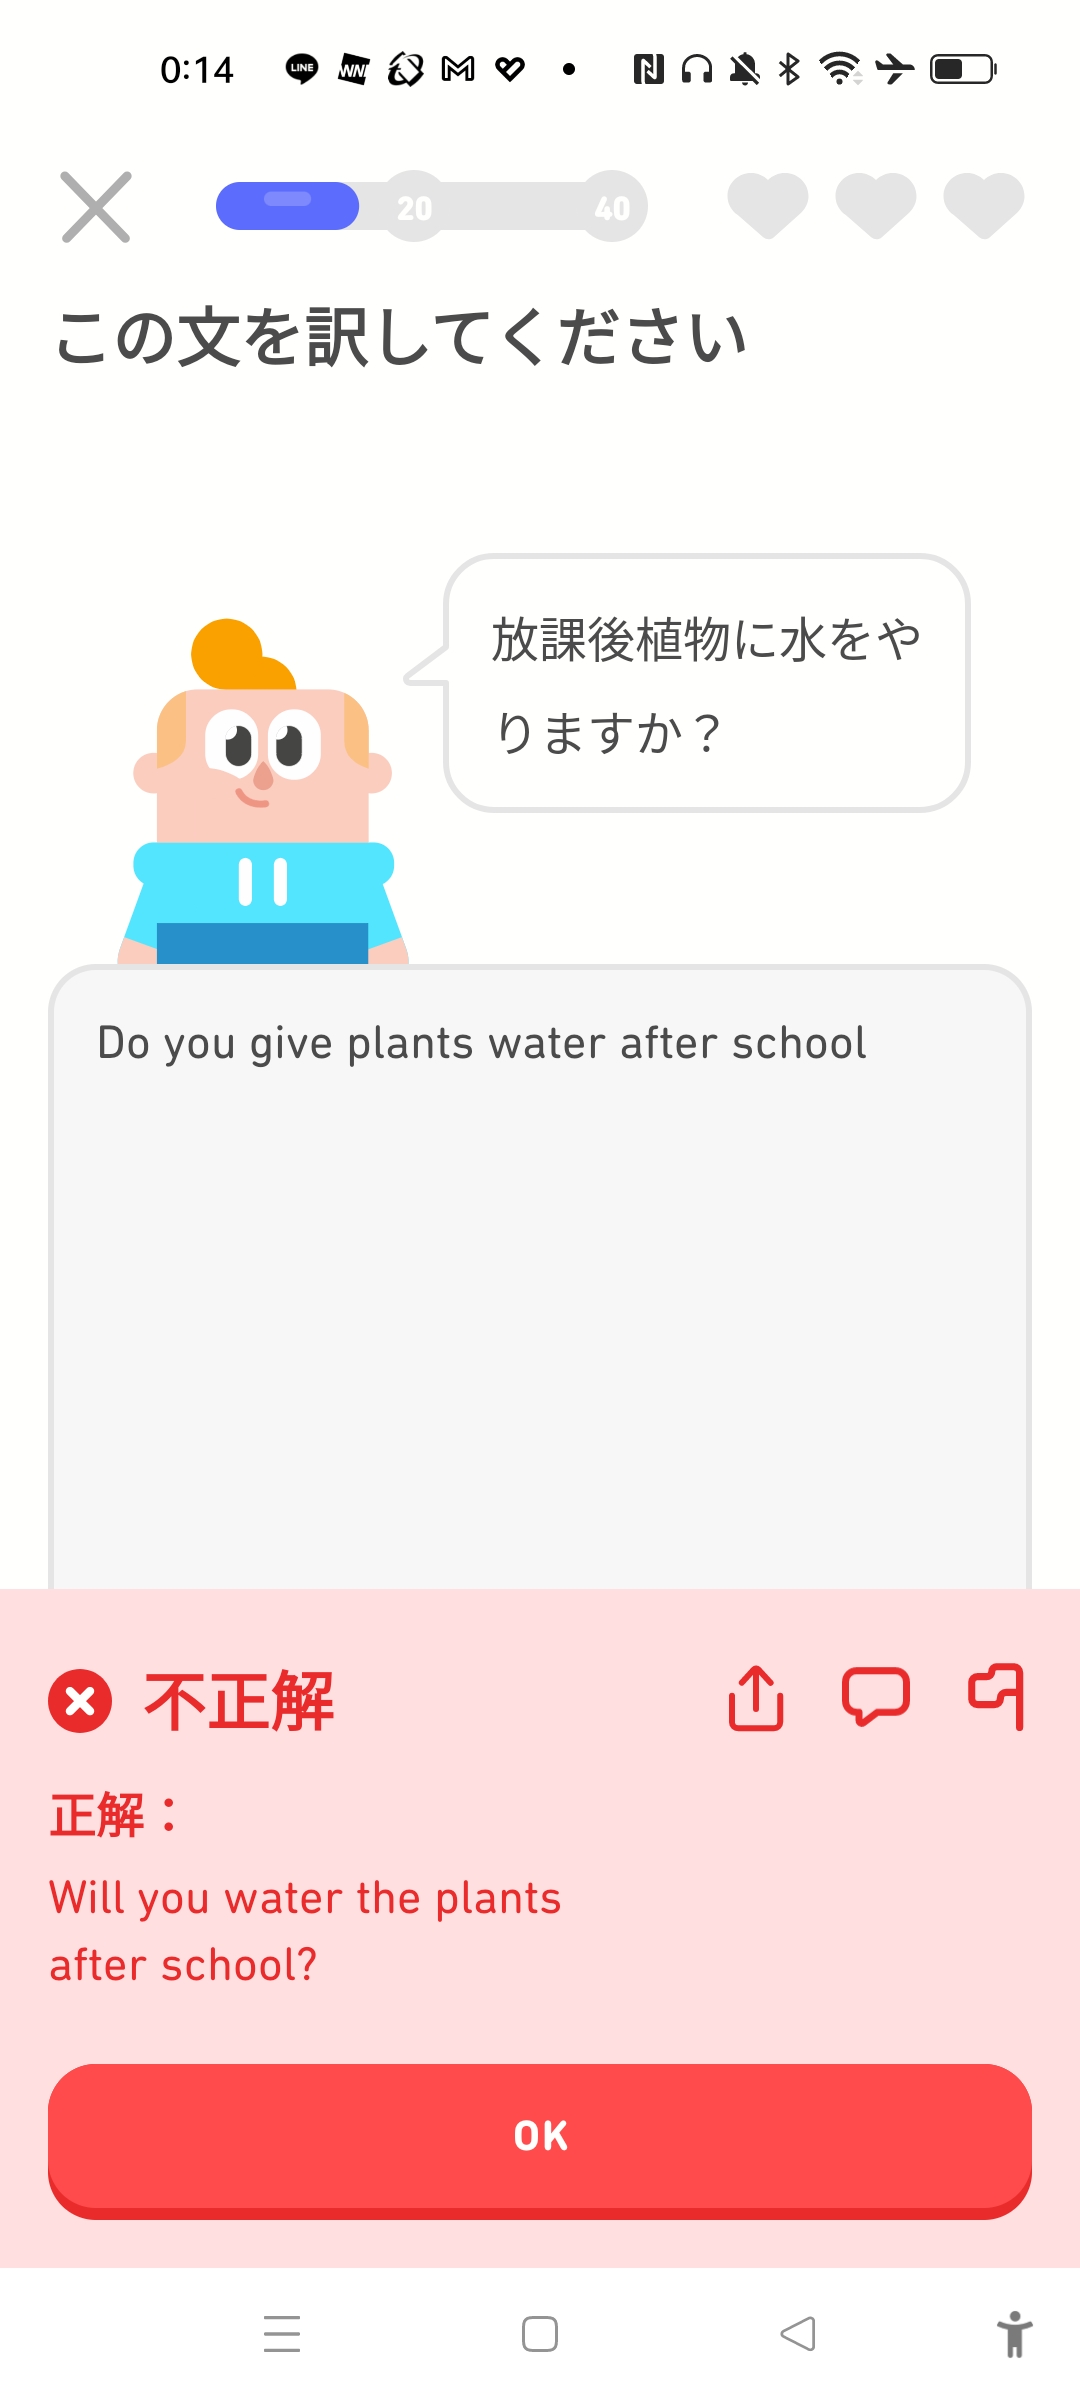 0:14
LINE
WNI
20
40
この文を訳してください
放課後植物に水をや
りますか？
Do you give plants water after school
不正解
正解：
Will you water the plants
after school?
OK